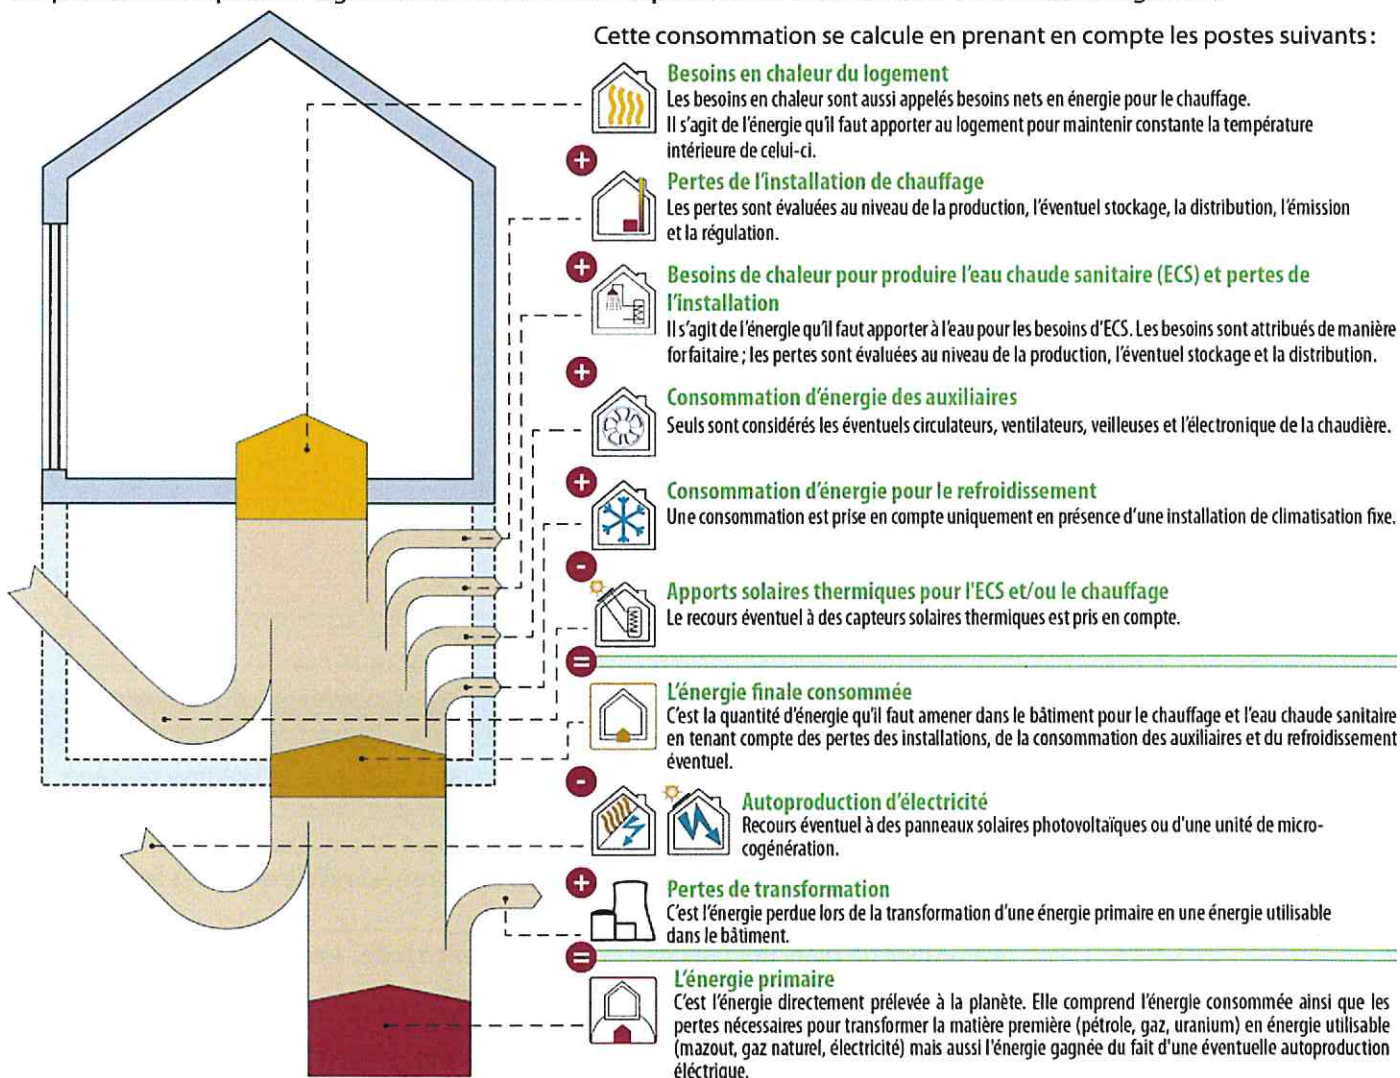 Cette consommation se calcule en prenant en compte les postes suivants :
Besoins en chaleur du logement
Les besoins en chaleur sont aussi appelés besoins nets en énergie pour le chauffage.
Il s'agit de l'énergie qu'il faut apporter au logement pour maintenir constante la température
intérieure de celui-ci.
+
Pertes de l'installation de chauffage
Les pertes sont évaluées au niveau de la production, l'éventuel stockage, la distribution, l'émission
et la régulation.
+
Besoins de chaleur pour produire l'eau chaude sanitaire (ECS) et pertes de
l'installation
Il s'agit de l'énergie qu'il faut apporter à l'eau pour les besoins d'ECS. Les besoins sont attribués de manière
forfaitaire ; les pertes sont évaluées au niveau de la production, l'éventuel stockage et la distribution.
+
Consommation d'énergie des auxiliaires
Seuls sont considérés les éventuels circulateurs, ventilateurs, veilleuses et l'électronique de la chaudière.
+
Consommation d'énergie pour le refroidissement
Une consommation est prise en compte uniquement en présence d'une installation de climatisation fixe.
-
Apports solaires thermiques pour l'ECS et/ou le chauffage
Le recours éventuel à des capteurs solaires thermiques est pris en compte.
=
L'énergie finale consommée
C'est la quantité d'énergie qu'il faut amener dans le bâtiment pour le chauffage et l'eau chaude sanitaire
en tenant compte des pertes des installations, de la consommation des auxiliaires et du refroidissement
éventuel.
-
Autoproduction d'électricité
Recours éventuel à des panneaux solaires photovoltaïques ou d'une unité de micro-
cogénération.
+
Pertes de transformation
C'est l'énergie perdue lors de la transformation d'une énergie primaire en une énergie utilisable
dans le bâtiment.
=
L'énergie primaire
C'est l'énergie directement prélevée à la planète. Elle comprend l'énergie consommée ainsi que les
pertes nécessaires pour transformer la matière première (pétrole, gaz, uranium) en énergie utilisable
(mazout, gaz naturel, électricité) mais aussi l'énergie gagnée du fait d'une éventuelle autoproduction
éléctrique.